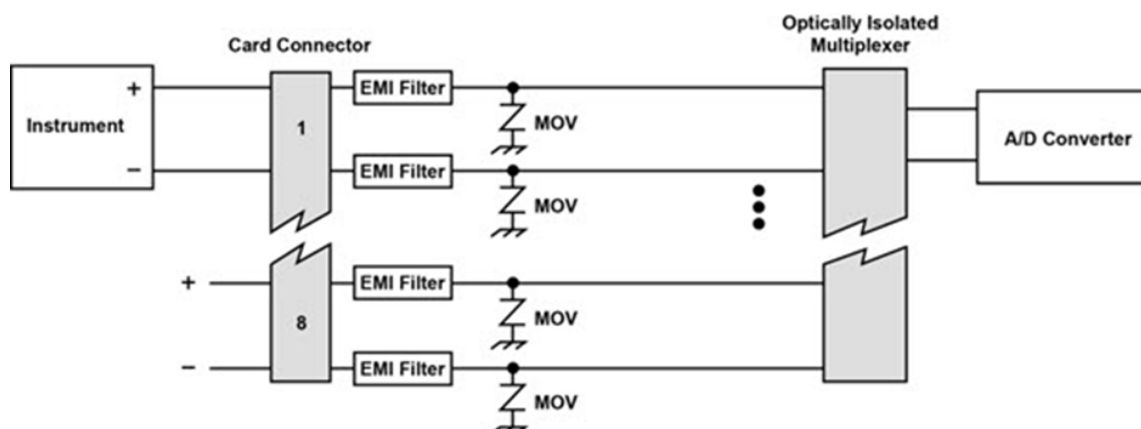 Optically Isolated
Multiplexer
Card Connector
+ EMI Filter
Instrument 1 MOV A/D Converter
− EMI Filter
MOV
+ EMI Filter
8 MOV
− EMI Filter
MOV